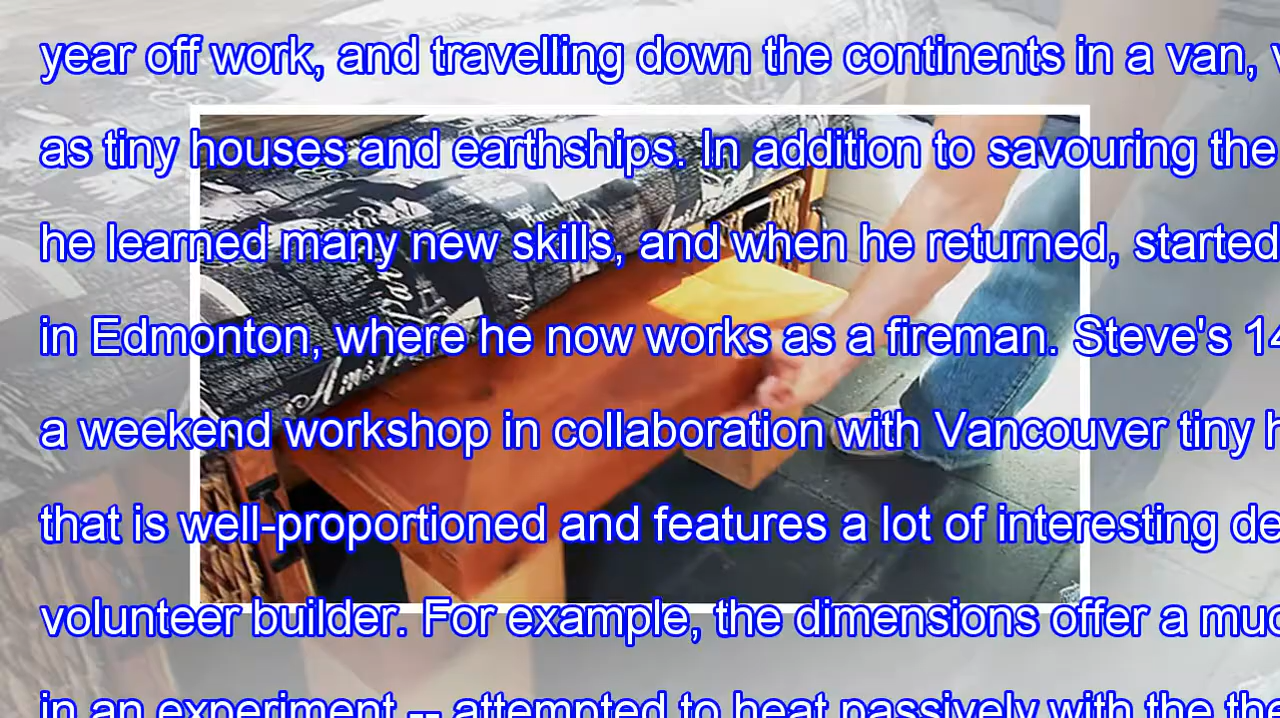 year off work, and travelling down the continents in a van,
as tiny houses and earthships. In addition to savouring the
he learned many new skills, and when he returned, started
in Edmonton, where he now works as a fireman. Steve's 14
a weekend workshop in collaboration with Vancouver tiny
that is well-proportioned and features a lot of interesting
volunteer builder. For example, the dimensions offer a
in an experiment -- attempted to heat passively with the